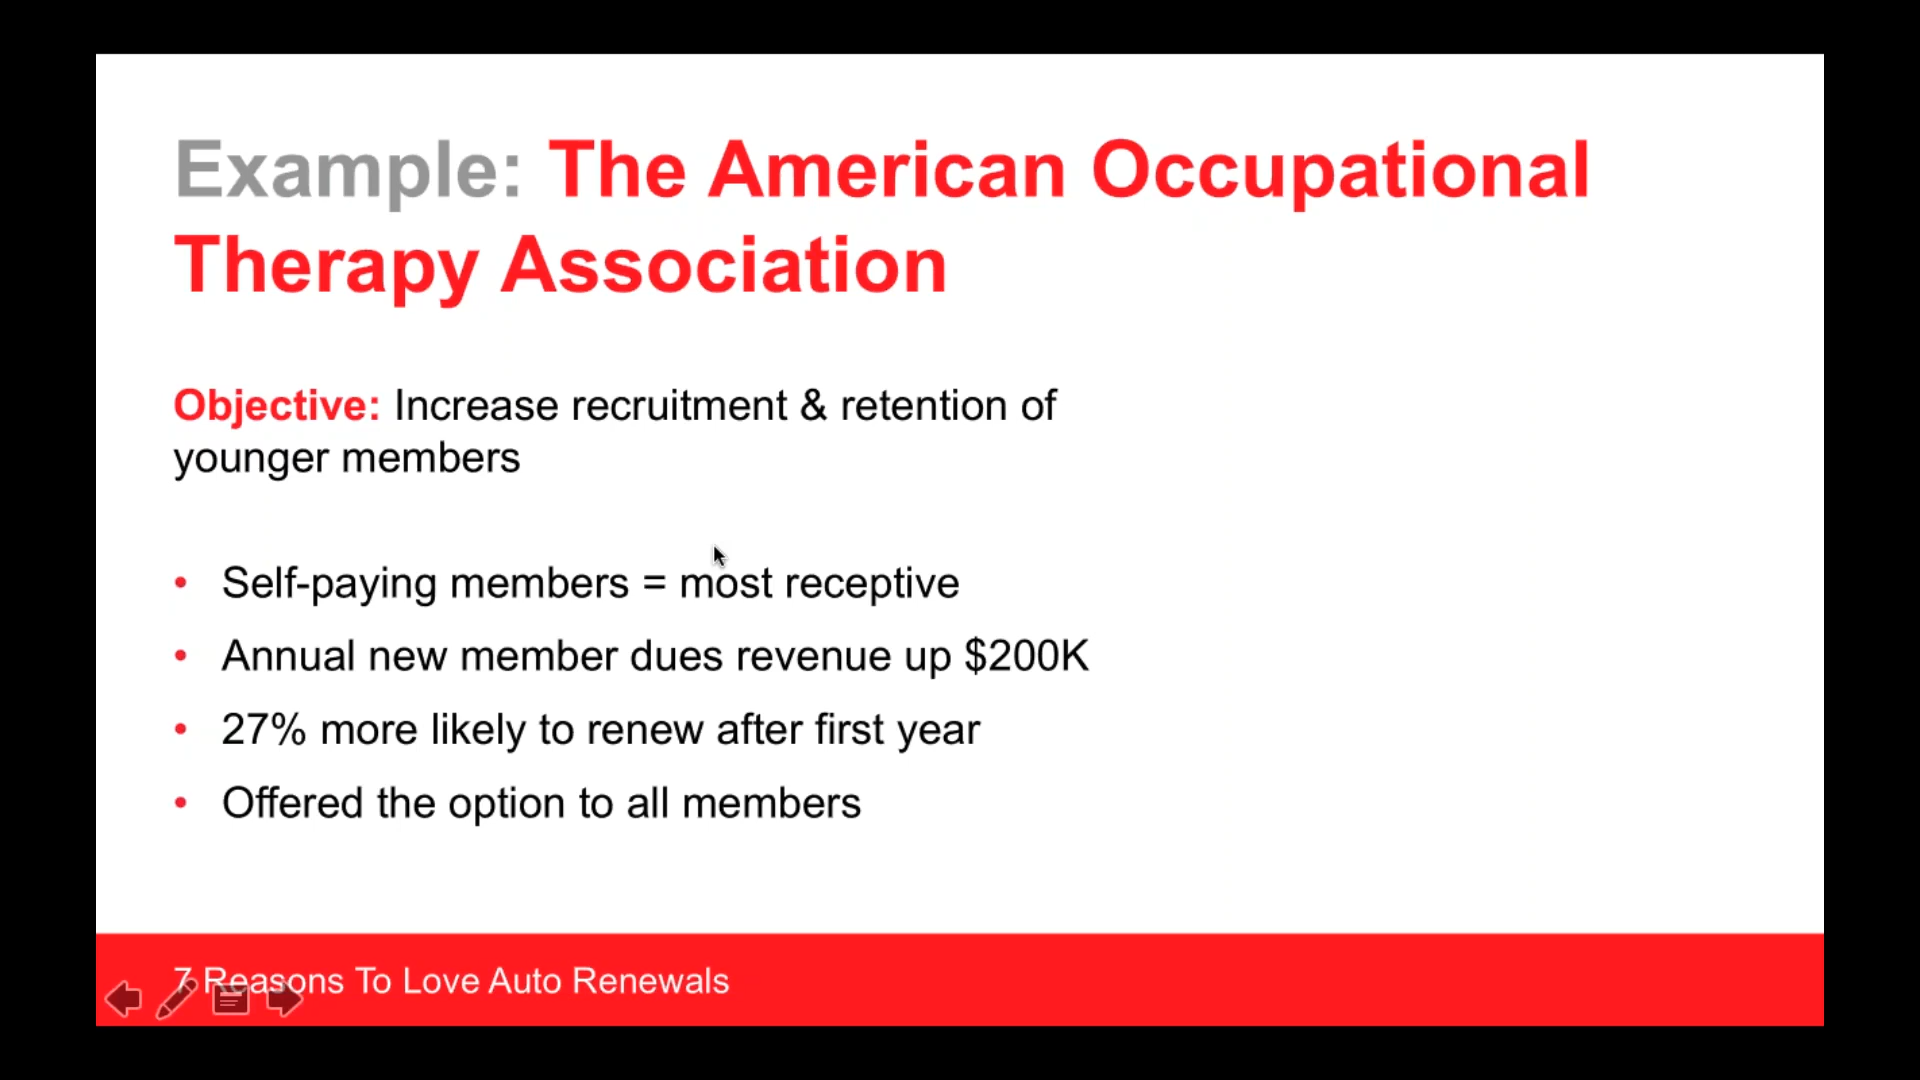 Example: The American Occupational
Therapy Association
Objective: Increase recruitment & retention of
younger members
• Self-paying members = most receptive
• Annual new member dues revenue up $200K
• 27% more likely to renew after first year
• Offered the option to all members
7 Reasons To Love Auto Renewals